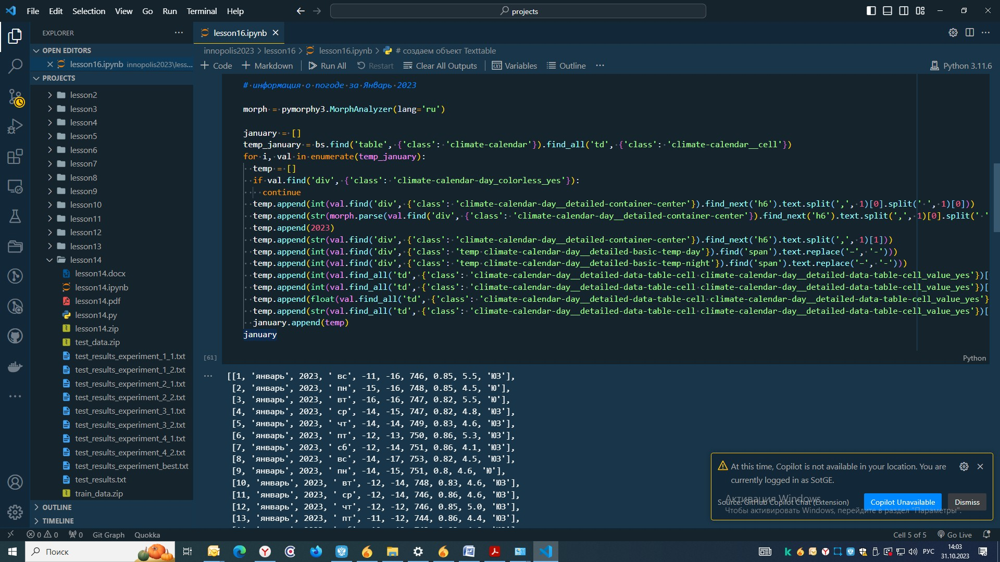 File Edit Selection View Go Run Terminal Help
projects
EXPLORER
lesson16.ipynb
OPEN EDITORS
lesson16.ipynb innopolis2023\less...
PROJECTS
lesson2
lesson3
lesson4
lesson5
lesson6
lesson7
lesson8
lesson9
lesson10
lesson11
lesson12
lesson13
lesson14
lesson14.docx
lesson14.ipynb
lesson14.pdf
lesson14.py
lesson14.zip
test_data.zip
test_results_experiment_1_1.txt
test_results_experiment_1_2.txt
test_results_experiment_2_1.txt
test_results_experiment_2_2.txt
test_results_experiment_3_1.txt
test_results_experiment_3_2.txt
test_results_experiment_4_1.txt
test_results_experiment_4_2.txt
test_results_experiment_best.txt
test_results.txt
train_data.zip
OUTLINE
TIMELINE
innopolis2023 > lesson16 > lesson16.ipynb > # создаем объект Texttable
+ Code + Markdown Run All Restart Clear All Outputs Variables Outline ... Python 3.11.6
# информация о погоде за Январь 2023
morph = pymorphy3.MorphAnalyzer(lang='ru')
january = []
temp_january = bs.find('table', {'class': 'climate-calendar'}).find_all('td', {'class': 'climate-calendar__cell'})
for i, val in enumerate(temp_january):
temp = []
if val.find('div', {'class': 'climate-calendar-day_colorless_yes'}):
continue
temp.append(int(val.find('div', {'class': 'climate-calendar-day__detailed-container-center'}).find_next('h6').text.split(',', 1)[0].split(' ', 1)[0]))
temp.append(str(morph.parse(val.find('div', {'class': 'climate-calendar-day__detailed-container-center'}).find_next('h6').text.split(',', 1)[0].split(' '
temp.append(2023)
temp.append(str(val.find('div', {'class': 'climate-calendar-day__detailed-container-center'}).find_next('h6').text.split(',', 1)[1]))
temp.append(int(val.find('div', {'class': 'temp climate-calendar-day__detailed-basic-temp-day'}).find('span').text.replace('−', '-')))
temp.append(int(val.find('div', {'class': 'temp climate-calendar-day__detailed-basic-temp-night'}).find('span').text.replace('−', '-')))
temp.append(int(val.find_all('td', {'class': 'climate-calendar-day__detailed-data-table-cell climate-calendar-day__detailed-data-table-cell_value_yes'})[
temp.append(int(val.find_all('td', {'class': 'climate-calendar-day__detailed-data-table-cell climate-calendar-day__detailed-data-table-cell_value_yes'})[
temp.append(float(val.find_all('td', {'class': 'climate-calendar-day__detailed-data-table-cell climate-calendar-day__detailed-data-table-cell_value_yes'}
temp.append(str(val.find_all('td', {'class': 'climate-calendar-day__detailed-data-table-cell climate-calendar-day__detailed-data-table-cell_value_yes'})[
january.append(temp)
january
[61]
Python
[[1, 'январь', 2023, ' вс', -11, -16, 746, 0.85, 5.5, 'ЮЗ'],
[2, 'январь', 2023, ' пн', -15, -16, 748, 0.85, 4.5, 'Ю'],
[3, 'январь', 2023, ' вт', -16, -16, 747, 0.82, 5.5, 'Ю'],
[4, 'январь', 2023, ' ср', -14, -15, 747, 0.82, 4.8, 'ЮЗ'],
[5, 'январь', 2023, ' чт', -14, -14, 749, 0.83, 4.6, 'ЮЗ'],
[6, 'январь', 2023, ' пт', -12, -13, 750, 0.86, 5.3, 'ЮЗ'],
[7, 'январь', 2023, ' сб', -12, -14, 751, 0.86, 4.1, 'ЮЗ'],
[8, 'январь', 2023, ' вс', -14, -17, 753, 0.82, 4.5, 'ЮЗ'],
[9, 'январь', 2023, ' пн', -14, -15, 751, 0.8, 4.6, 'Ю'],
[10, 'январь', 2023, ' вт', -12, -14, 748, 0.83, 4.6, 'ЮЗ'],
[11, 'январь', 2023, ' ср', -12, -14, 746, 0.86, 4.6, 'ЮЗ'],
[12, 'январь', 2023, ' чт', -12, -12, 746, 0.85, 5.0, 'ЮЗ'],
[13, 'январь', 2023, ' пт', -11, -12, 744, 0.86, 4.4, 'ЮЗ'],
At this time, Copilot is not available in your location. You are
currently logged in as SotGE.
Активация Windows
Source: GitHub Copilot Chat (Extension)
Copilot Unavailable
Dismiss
Чтобы активировать Windows, перейдите в раздел "Параметры".
0 0 0 Git Graph Quokka
Cell 5 of 5 Go Live
Поиск
РУС
14:03
31.10.2023